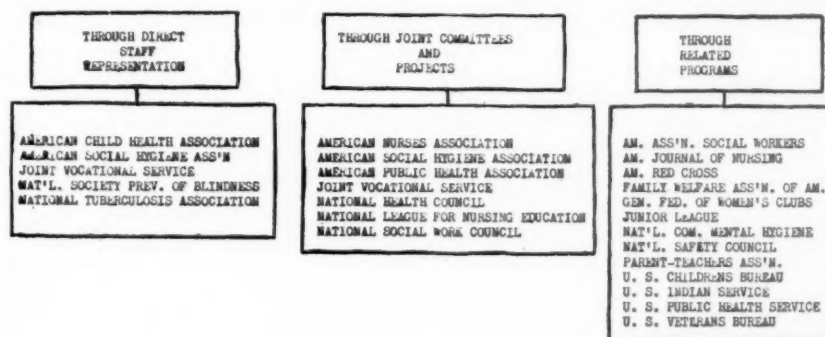 THROUGH DIRECT
STAFF
REPRESENTATION
AMERICAN CHILD HEALTH ASSOCIATION
AMERICAN SOCIAL HYGIENE ASS'N
JOINT VOCATIONAL SERVICE
NAT'L. SOCIETY PREV. OF BLINDNESS
NATIONAL TUBERCULOSIS ASSOCIATION
THROUGH JOINT COMMITTEES
AND
PROJECTS
AMERICAN NURSES ASSOCIATION
AMERICAN SOCIAL HYGIENE ASSOCIATION
AMERICAN PUBLIC HEALTH ASSOCIATION
JOINT VOCATIONAL SERVICE
NATIONAL HEALTH COUNCIL
NATIONAL LEAGUE FOR NURSING EDUCATION
NATIONAL SOCIAL WORK COUNCIL
THROUGH
RELATED
PROGRAMS
AM. ASS'N. SOCIAL WORKERS
AM. JOURNAL OF NURSING
AM. RED CROSS
FAMILY WELFARE ASS'N. OF AM.
GEN. FED. OF WOMEN'S CLUBS
JUNIOR LEAGUE
NAT'L. COM. MENTAL HYGIENE
NAT'L. SAFETY COUNCIL
PARENT-TEACHERS ASS'N.
U. S. CHILDRENS BUREAU
U. S. INDIAN SERVICE
U. S. PUBLIC HEALTH SERVICE
U. S. VETERANS BUREAU